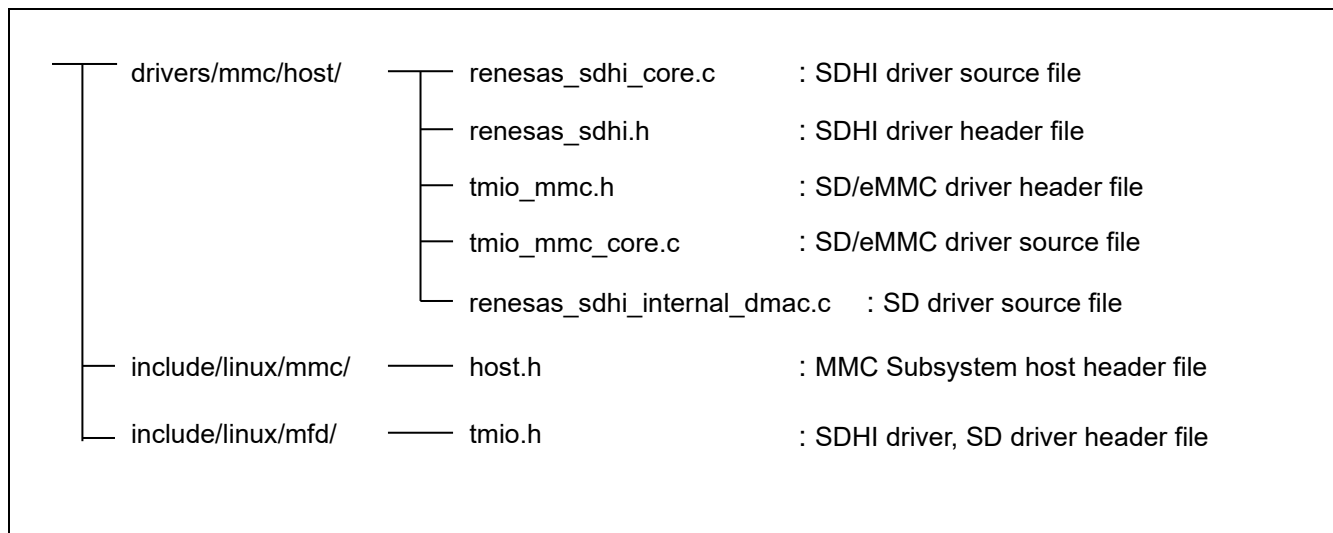 drivers/mmc/host/ renesas_sdhi_core.c : SDHI driver source file
renesas_sdhi.h : SDHI driver header file
tmio_mmc.h : SD/eMMC driver header file
tmio_mmc_core.c : SD/eMMC driver source file
renesas_sdhi_internal_dmac.c : SD driver source file
include/linux/mmc/ host.h : MMC Subsystem host header file
include/linux/mfd/ tmio.h : SDHI driver, SD driver header file